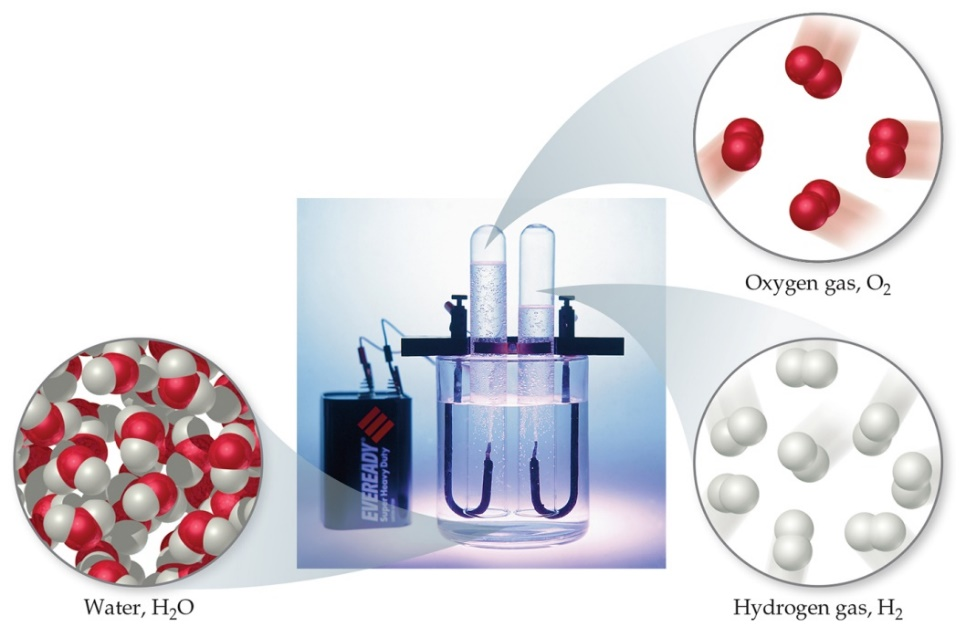 Oxygen gas, O₂
EVEREADY
Super Heavy Duty
Water, H₂O
Hydrogen gas, H₂